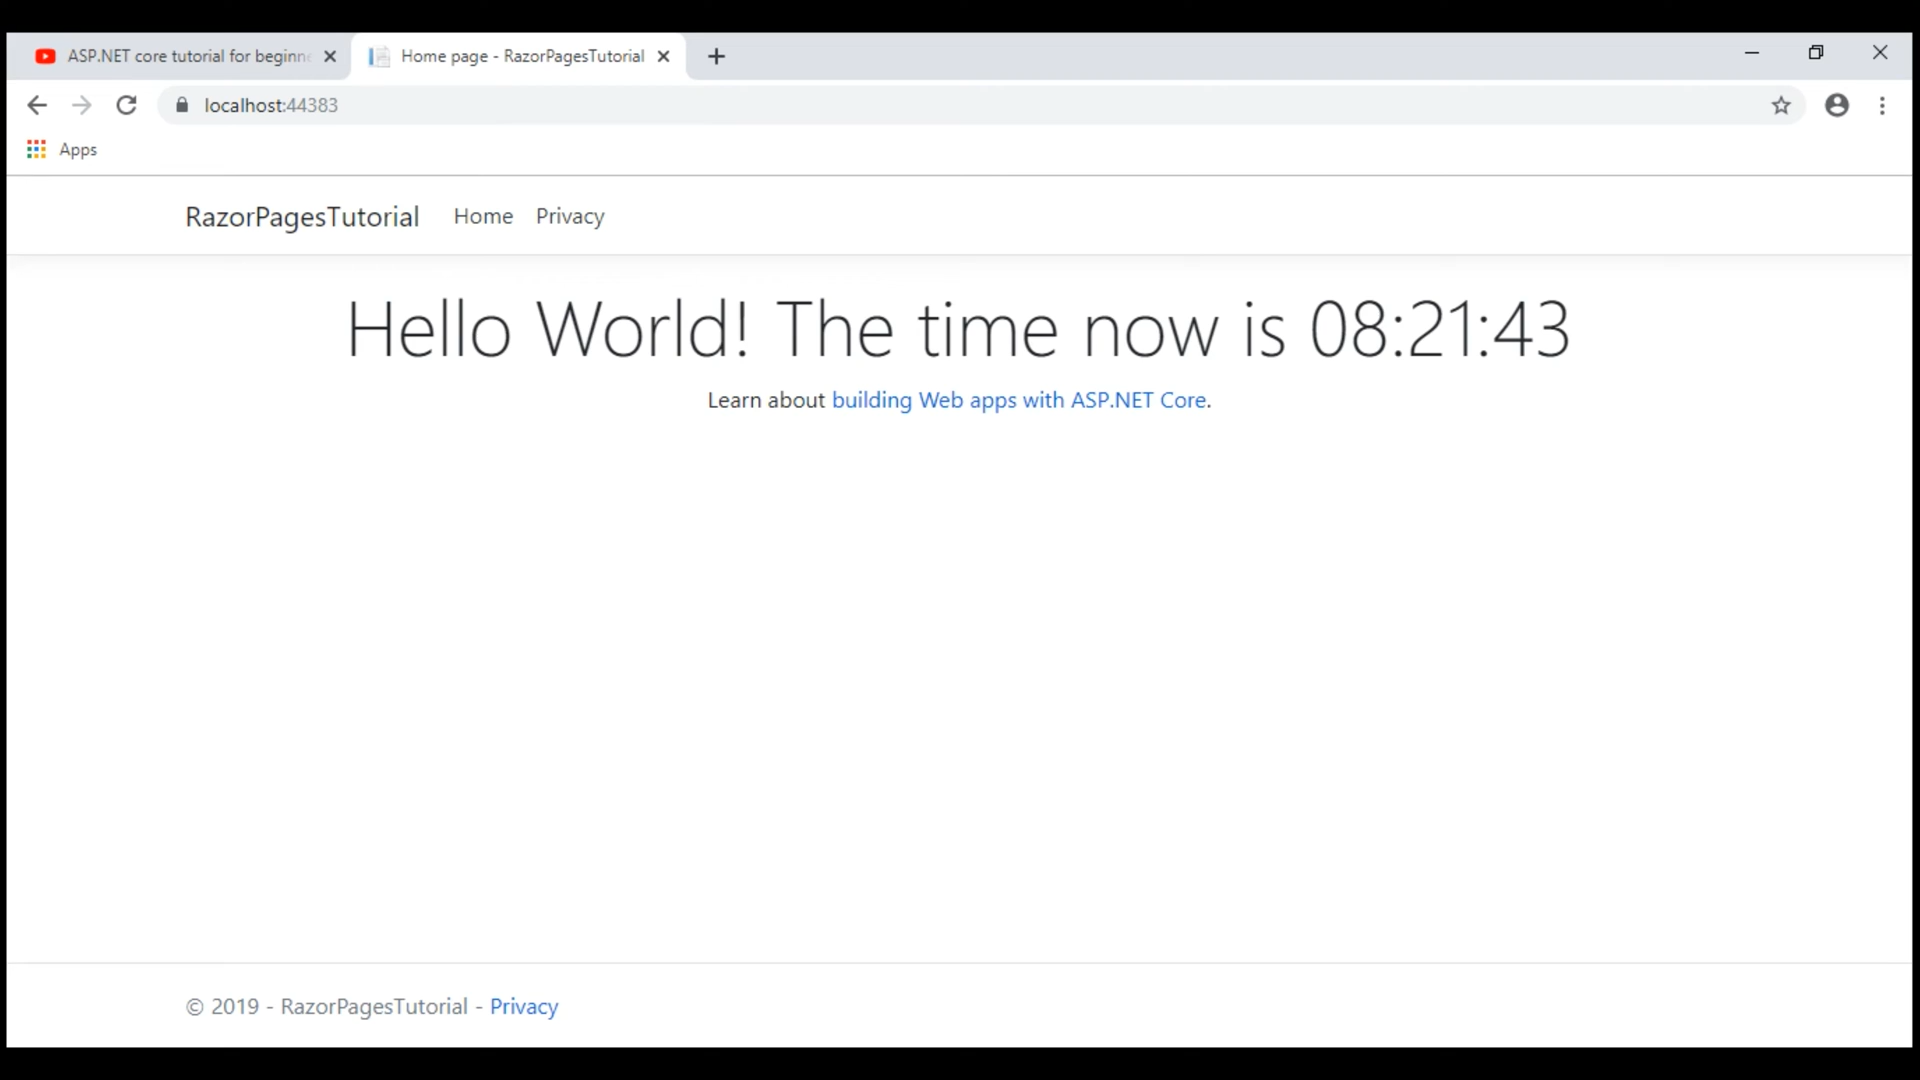 ASP.NET core tutorial for beginne
Home page - RazorPagesTutorial
localhost:44383
Apps
RazorPagesTutorial Home Privacy
Hello World! The time now is 08:21:43
Learn about building Web apps with ASP.NET Core.
© 2019 - RazorPagesTutorial - Privacy